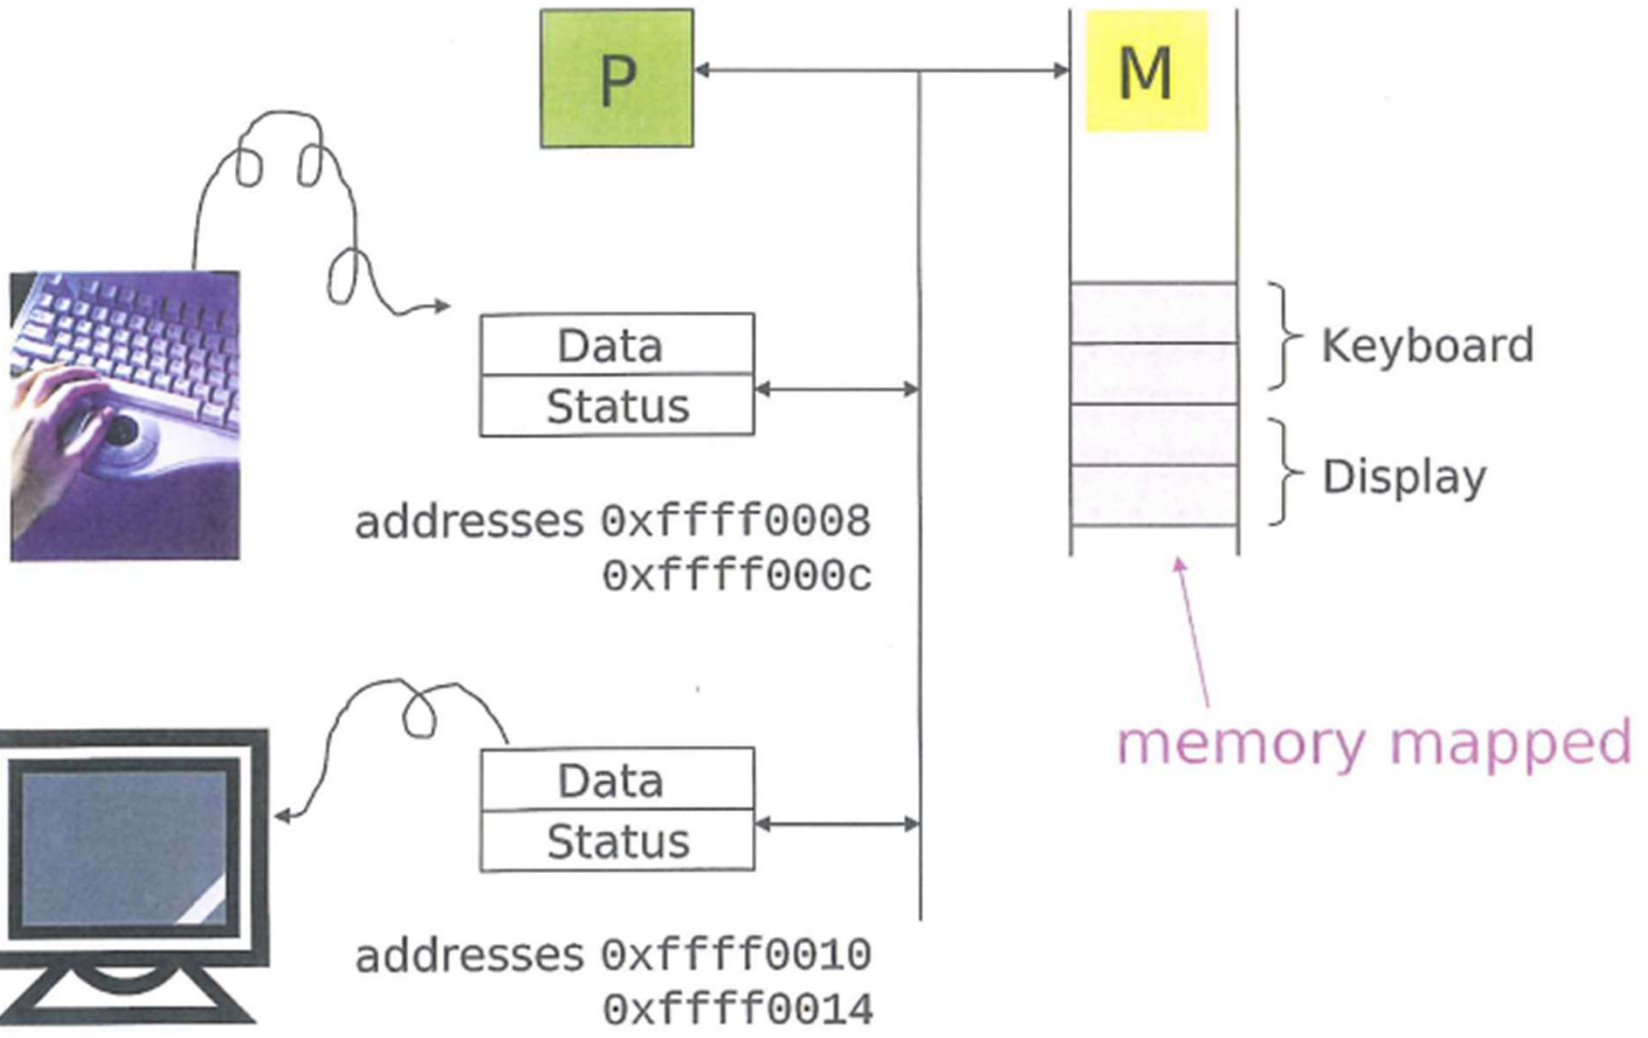 P
M
Data
Status
Keyboard
Display
addresses 0xffff0008
0xffff000c
memory mapped
Data
Status
addresses 0xffff0010
0xffff0014